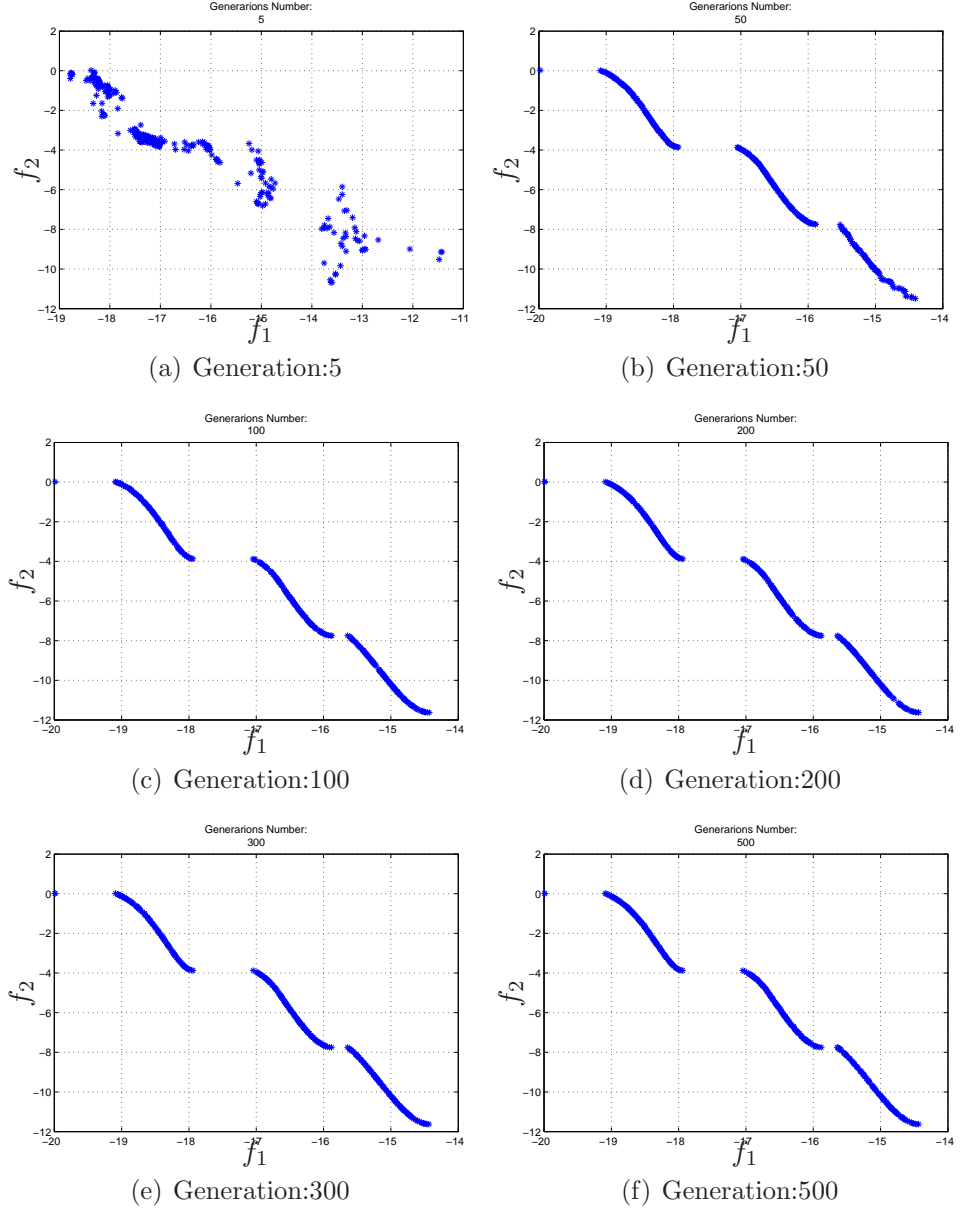 Generarions Number:
5
2
0
−2
−4
−6
−8
−10
−12
−19 −18 −17 −16 −15 −14 −13 −12 −11
f2
f1
(a) Generation:5
Generarions Number:
50
2
0
−2
−4
−6
−8
−10
−12
−20 −19 −18 −17 −16 −15 −14
f2
f1
(b) Generation:50
Generarions Number:
100
2
0
−2
−4
−6
−8
−10
−12
−20 −19 −18 −17 −16 −15 −14
f2
f1
(c) Generation:100
Generarions Number:
200
2
0
−2
−4
−6
−8
−10
−12
−20 −19 −18 −17 −16 −15 −14
f2
f1
(d) Generation:200
Generarions Number:
300
2
0
−2
−4
−6
−8
−10
−12
−20 −19 −18 −17 −16 −15 −14
f2
f1
(e) Generation:300
Generarions Number:
500
2
0
−2
−4
−6
−8
−10
−12
−20 −19 −18 −17 −16 −15 −14
f2
f1
(f) Generation:500